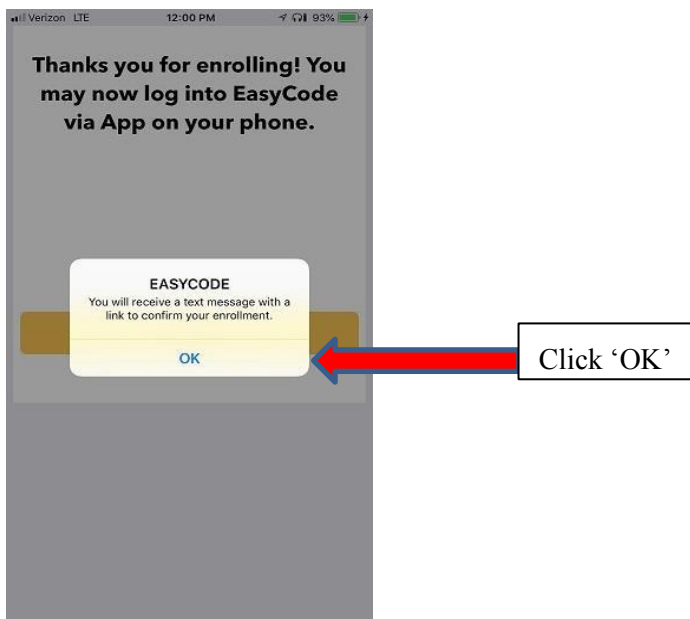 Verizon LTE 12:00 PM 93%
Thanks you for enrolling! You
may now log into EasyCode
via App on your phone.
EASYCODE
You will receive a text message with a
link to confirm your enrollment.
OK
Click ‘OK’